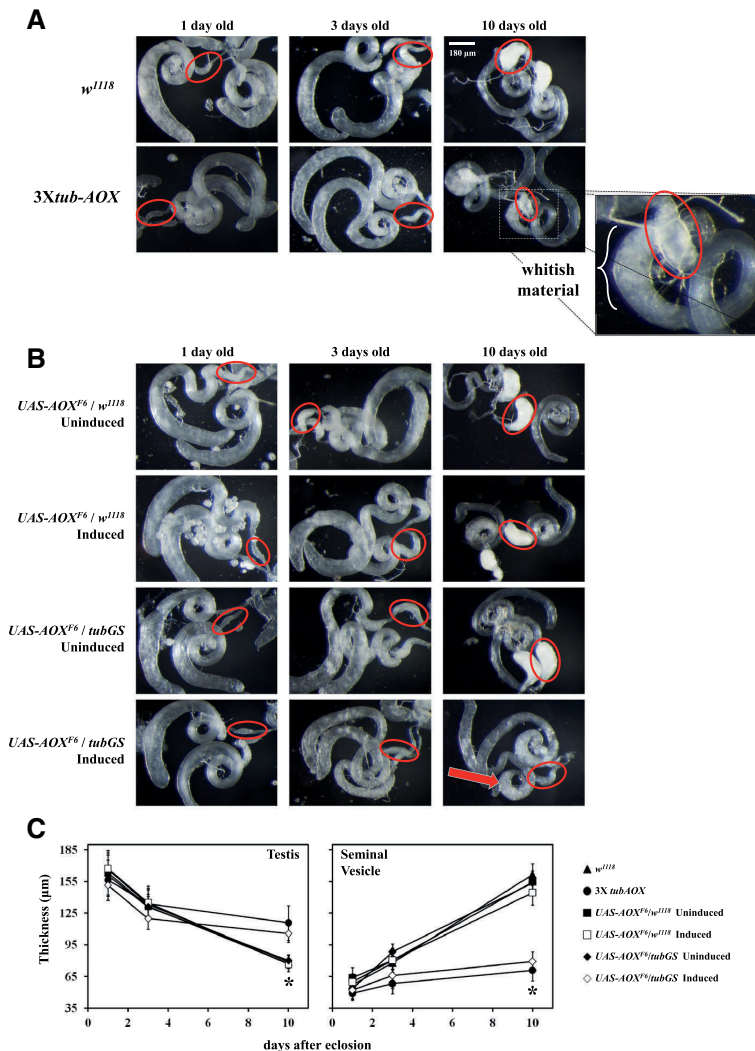 A
1 day old 3 days old 10 days old
180 µm
w1118
3Xtub-AOX
whitish
material
B
1 day old 3 days old 10 days old
UAS-AOXF6 / w1118
Uninduced
UAS-AOXF6 / w1118
Induced
UAS-AOXF6 / tubGS
Uninduced
UAS-AOXF6 / tubGS
Induced
C
Thickness (µm)
185
155
125
95
65
35
Testis
*
0 2 4 6 8 10
Seminal
Vesicle
*
0 2 4 6 8 10
days after eclosion
w1118
3X tubAOX
UAS-AOXF6/w1118 Uninduced
UAS-AOXF6/w1118 Induced
UAS-AOXF6/tubGS Uninduced
UAS-AOXF6/tubGS Induced